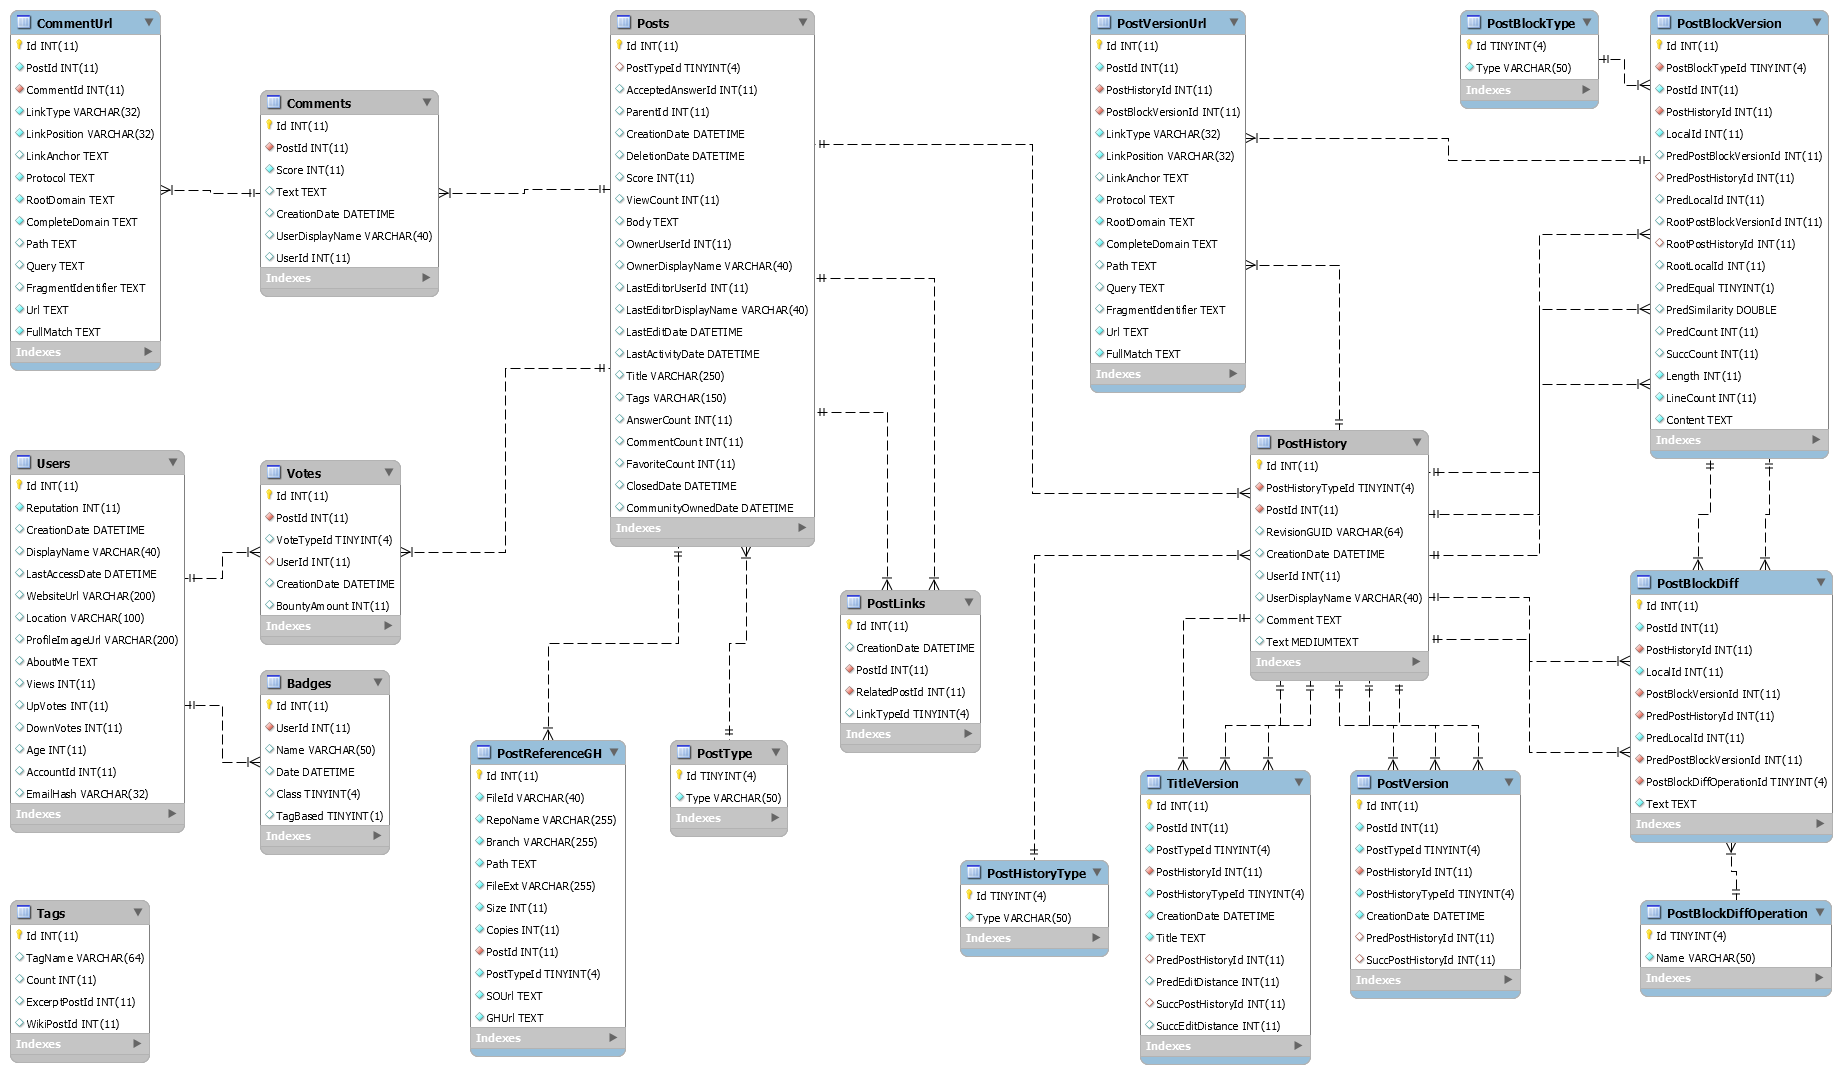 CommentUrl
Id INT(11)
PostId INT(11)
CommentId INT(11)
LinkType VARCHAR(32)
LinkPosition VARCHAR(32)
LinkAnchor TEXT
Protocol TEXT
RootDomain TEXT
CompleteDomain TEXT
Path TEXT
Query TEXT
FragmentIdentifier TEXT
Url TEXT
FullMatch TEXT
Indexes
Comments
Id INT(11)
PostId INT(11)
Score INT(11)
Text TEXT
CreationDate DATETIME
UserDisplayName VARCHAR(40)
UserId INT(11)
Indexes
Posts
Id INT(11)
PostTypeId TINYINT(4)
AcceptedAnswerId INT(11)
ParentId INT(11)
CreationDate DATETIME
DeletionDate DATETIME
Score INT(11)
ViewCount INT(11)
Body TEXT
OwnerUserId INT(11)
OwnerDisplayName VARCHAR(40)
LastEditorUserId INT(11)
LastEditorDisplayName VARCHAR(40)
LastEditDate DATETIME
LastActivityDate DATETIME
Title VARCHAR(250)
Tags VARCHAR(150)
AnswerCount INT(11)
CommentCount INT(11)
FavoriteCount INT(11)
ClosedDate DATETIME
CommunityOwnedDate DATETIME
Indexes
PostVersionUrl
Id INT(11)
PostId INT(11)
PostHistoryId INT(11)
PostBlockVersionId INT(11)
LinkType VARCHAR(32)
LinkPosition VARCHAR(32)
LinkAnchor TEXT
Protocol TEXT
RootDomain TEXT
CompleteDomain TEXT
Path TEXT
Query TEXT
FragmentIdentifier TEXT
Url TEXT
FullMatch TEXT
Indexes
PostBlockType
Id TINYINT(4)
Type VARCHAR(50)
Indexes
PostBlockVersion
Id INT(11)
PostBlockTypeId TINYINT(4)
PostId INT(11)
PostHistoryId INT(11)
LocalId INT(11)
PredPostBlockVersionId INT(11)
PredPostHistoryId INT(11)
PredLocalId INT(11)
RootPostBlockVersionId INT(11)
RootPostHistoryId INT(11)
RootLocalId INT(11)
PredEqual TINYINT(1)
PredSimilarity DOUBLE
PredCount INT(11)
SuccCount INT(11)
Length INT(11)
LineCount INT(11)
Content TEXT
Indexes
Users
Id INT(11)
Reputation INT(11)
CreationDate DATETIME
DisplayName VARCHAR(40)
LastAccessDate DATETIME
WebsiteUrl VARCHAR(200)
Location VARCHAR(100)
ProfileImageUrl VARCHAR(200)
AboutMe TEXT
Views INT(11)
UpVotes INT(11)
DownVotes INT(11)
Age INT(11)
AccountId INT(11)
EmailHash VARCHAR(32)
Indexes
Votes
Id INT(11)
PostId INT(11)
VoteTypeId TINYINT(4)
UserId INT(11)
CreationDate DATETIME
BountyAmount INT(11)
Indexes
Badges
Id INT(11)
UserId INT(11)
Name VARCHAR(50)
Date DATETIME
Class TINYINT(4)
TagBased TINYINT(1)
Indexes
PostLinks
Id INT(11)
CreationDate DATETIME
PostId INT(11)
RelatedPostId INT(11)
LinkTypeId TINYINT(4)
Indexes
PostHistory
Id INT(11)
PostHistoryTypeId TINYINT(4)
PostId INT(11)
RevisionGUID VARCHAR(64)
CreationDate DATETIME
UserId INT(11)
UserDisplayName VARCHAR(40)
Comment TEXT
Text MEDIUMTEXT
Indexes
PostBlockDiff
Id INT(11)
PostId INT(11)
PostHistoryId INT(11)
LocalId INT(11)
PostBlockVersionId INT(11)
PredPostHistoryId INT(11)
PredLocalId INT(11)
PredPostBlockVersionId INT(11)
PostBlockDiffOperationId TINYINT(4)
Text TEXT
Indexes
Tags
Id INT(11)
TagName VARCHAR(64)
Count INT(11)
ExcerptPostId INT(11)
WikiPostId INT(11)
Indexes
PostReferenceGH
Id INT(11)
FileId VARCHAR(40)
RepoName VARCHAR(255)
Branch VARCHAR(255)
Path TEXT
FileExt VARCHAR(255)
Size INT(11)
Copies INT(11)
PostId INT(11)
PostTypeId TINYINT(4)
SOUrl TEXT
GHUrl TEXT
Indexes
PostType
Id TINYINT(4)
Type VARCHAR(50)
Indexes
PostHistoryType
Id TINYINT(4)
Type VARCHAR(50)
Indexes
TitleVersion
Id INT(11)
PostId INT(11)
PostTypeId TINYINT(4)
PostHistoryId INT(11)
PostHistoryTypeId TINYINT(4)
CreationDate DATETIME
Title TEXT
PredPostHistoryId INT(11)
PredEditDistance INT(11)
SuccPostHistoryId INT(11)
SuccEditDistance INT(11)
Indexes
PostVersion
Id INT(11)
PostId INT(11)
PostTypeId TINYINT(4)
PostHistoryId INT(11)
PostHistoryTypeId TINYINT(4)
CreationDate DATETIME
PredPostHistoryId INT(11)
SuccPostHistoryId INT(11)
Indexes
PostBlockDiffOperation
Id TINYINT(4)
Name VARCHAR(50)
Indexes